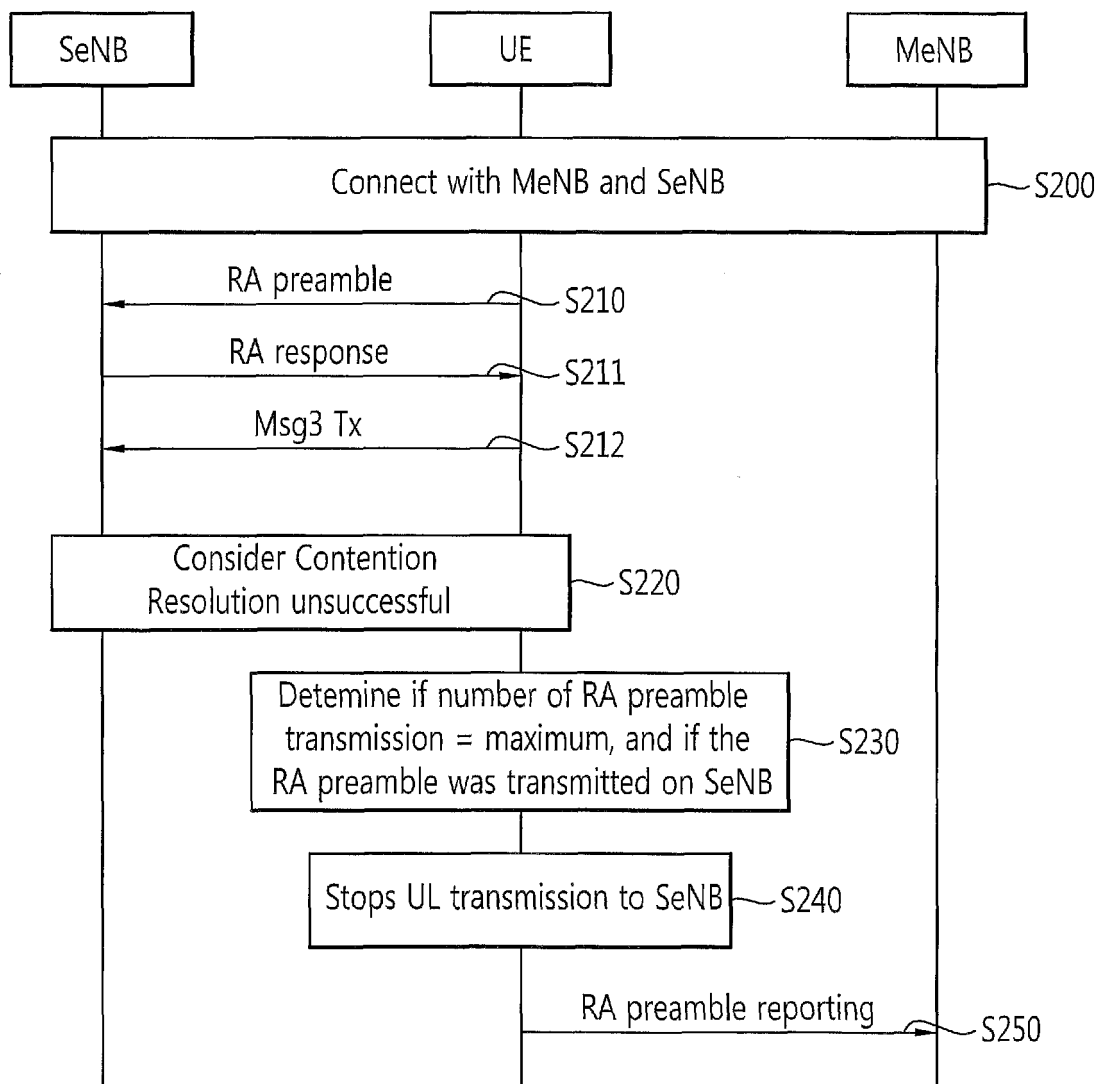 SeNB
UE
MeNB
Connect with MeNB and SeNB
S200
RA preamble
S210
RA response
S211
Msg3 Tx
S212
Consider Contention
Resolution unsuccessful
S220
Detemine if number of RA preamble
transmission = maximum, and if the
RA preamble was transmitted on SeNB
S230
Stops UL transmission to SeNB
S240
RA preamble reporting
S250